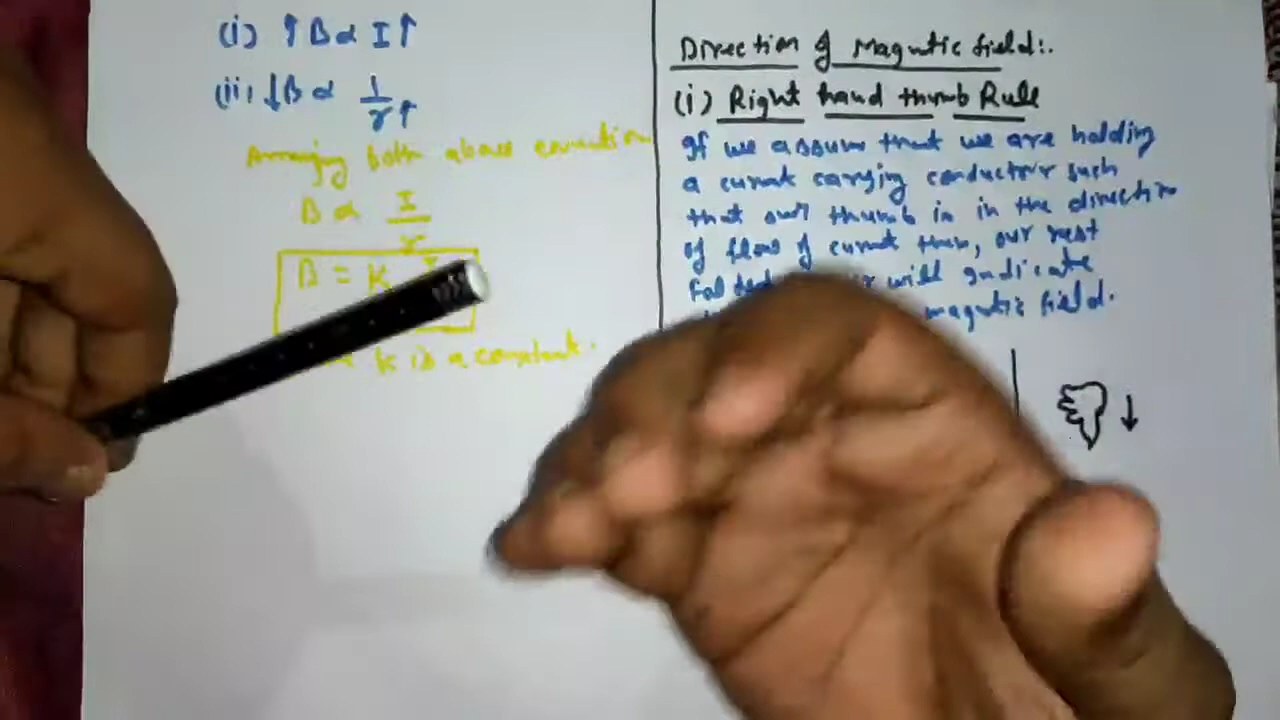 (i) ↑B ∝ I↑
(ii) ↓B ∝ 1/r↑
Arranging both above equation
B ∝ I/r
B = K I
K is a constant.
Direction of Magnetic field:.
(i) Right hand thumb Rule
If we assume that we are holding
a current carrying conductor such
that our thumb is in the direction
of flow of current then, our rest
folded will indicate
magnetic field.
↓